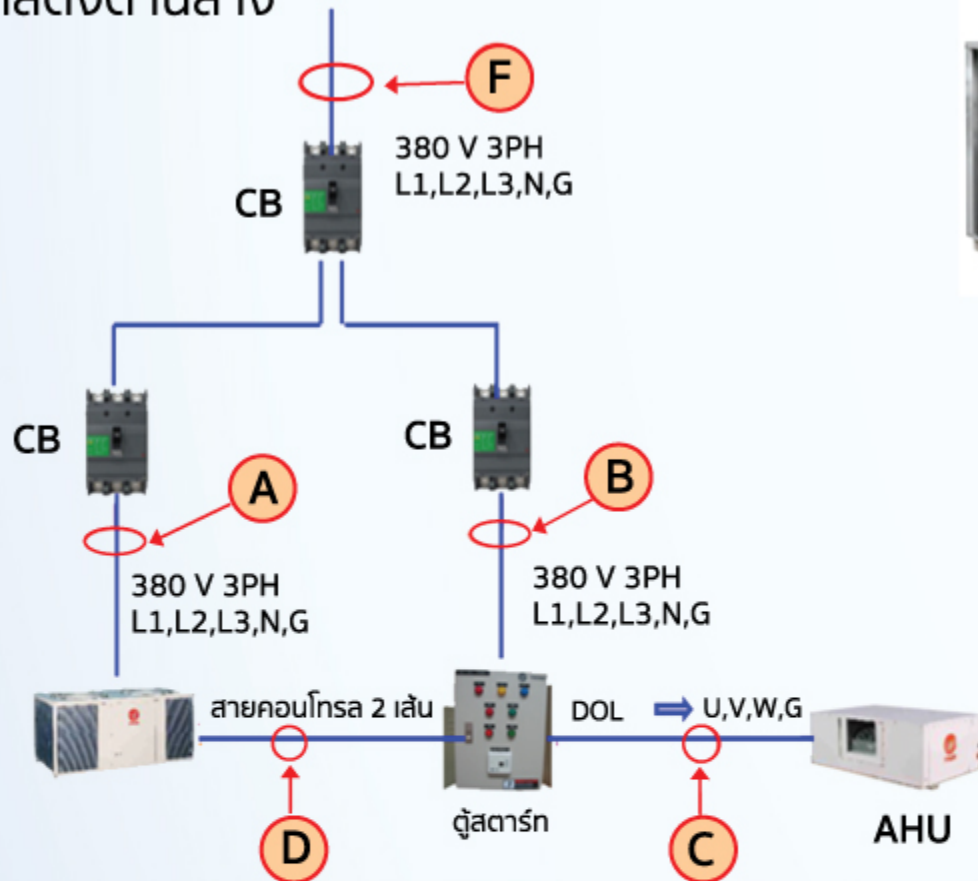 F
380 V 3PH
L1,L2,L3,N,G
CB
CB
CB
A
B
380 V 3PH
L1,L2,L3,N,G
380 V 3PH
L1,L2,L3,N,G
สายคอนโทรล 2 เส้น
DOL
U,V,W,G
ตู้สตาร์ท
AHU
D
C